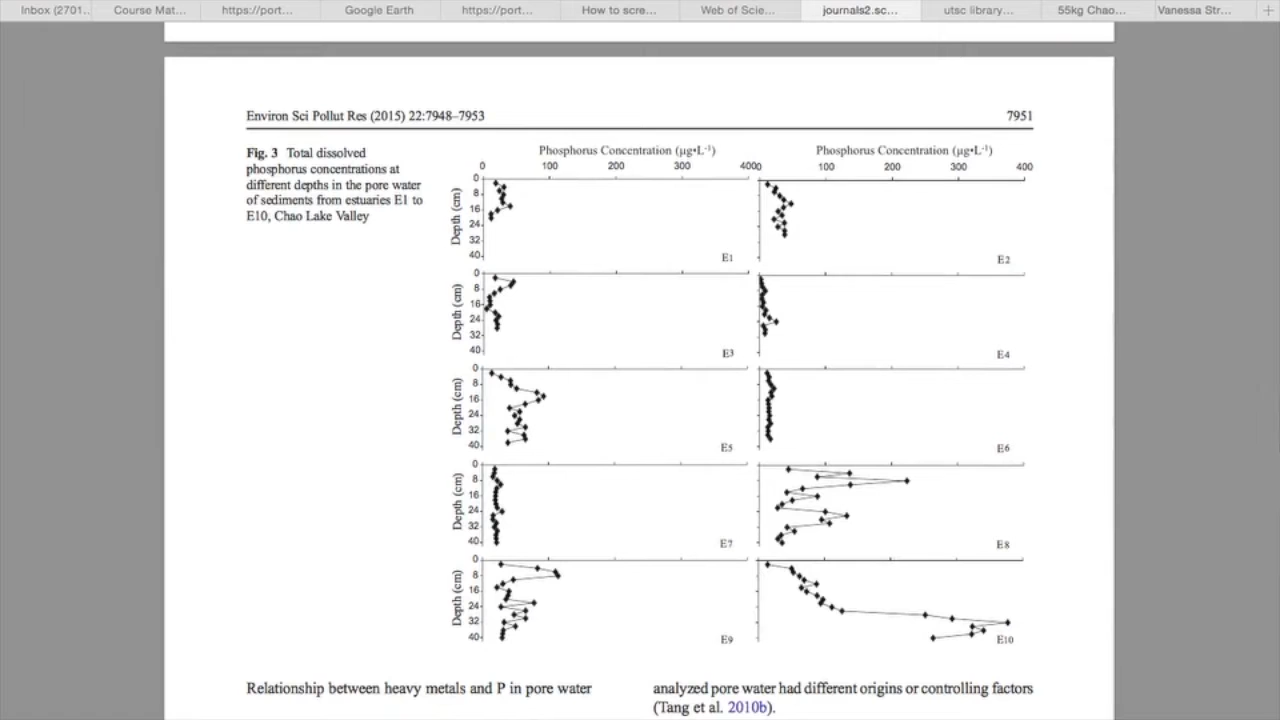 Inbox (2701..
Course Mat...
https://port...
Google Earth
https://port...
How to scre...
Web of Scie...
journals2.sc...
utsc library...
55kg Chao...
Vanessa Str...
+
Environ Sci Pollut Res (2015) 22:7948–7953
7951
Fig. 3 Total dissolved
phosphorus concentrations at
different depths in the pore water
of sediments from estuaries E1 to
E10, Chao Lake Valley
Phosphorus Concentration (µg•L⁻¹)
0 100 200 300 400
Phosphorus Concentration (µg•L⁻¹)
0 100 200 300 400
Depth (cm)
0
8
16
24
32
40
E1
E2
Depth (cm)
0
8
16
24
32
40
E3
E4
Depth (cm)
0
8
16
24
32
40
E5
E6
Depth (cm)
0
8
16
24
32
40
E7
E8
Depth (cm)
0
8
16
24
32
40
E9
E10
Relationship between heavy metals and P in pore water
analyzed pore water had different origins or controlling factors
(Tang et al. 2010b).